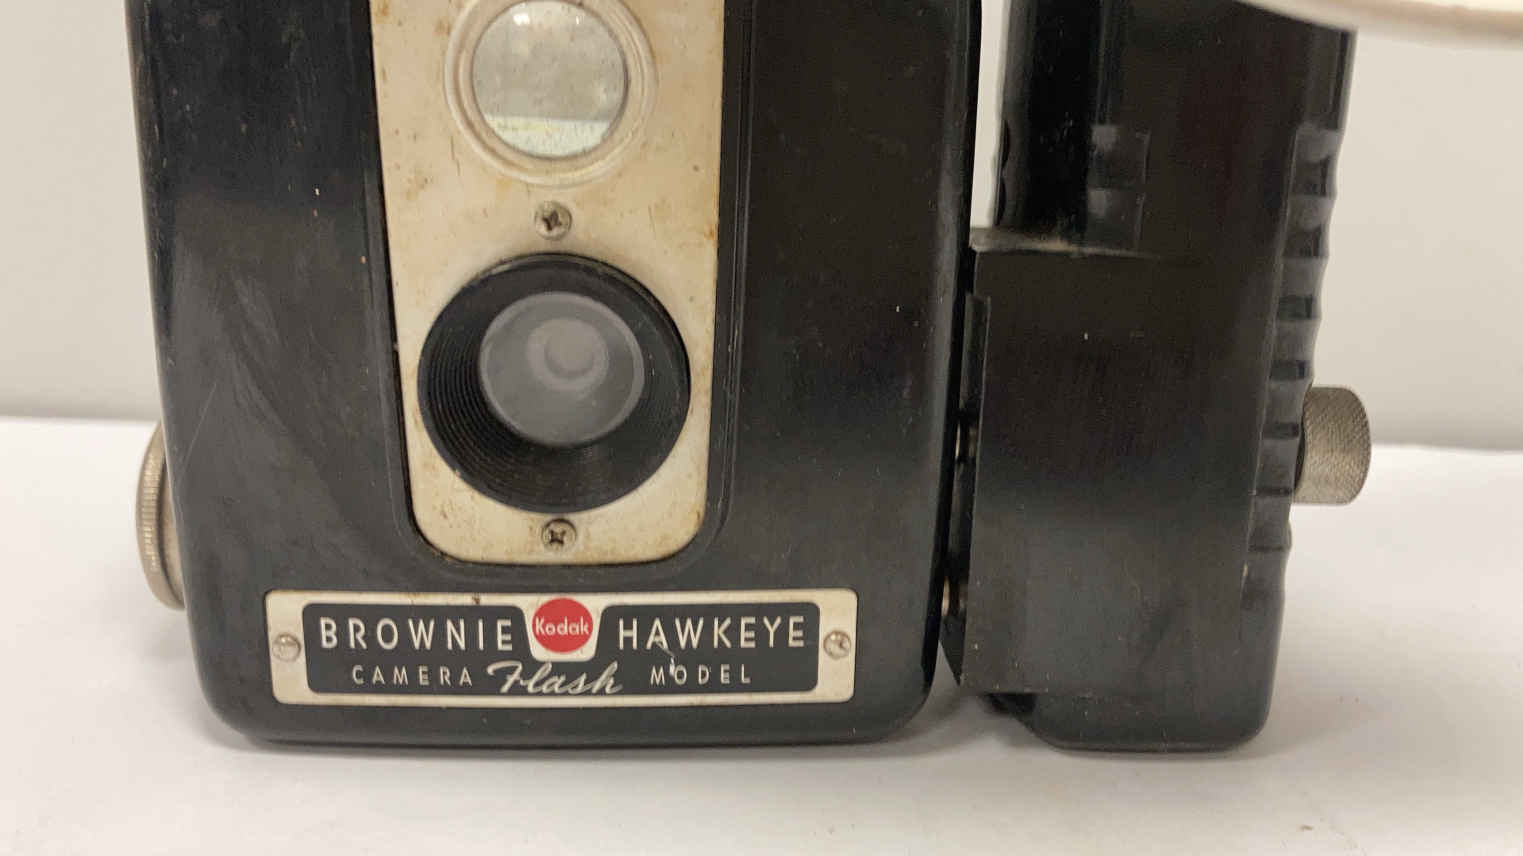 BROWNIE Kodak HAWKEYE
CAMERA Flash MODEL